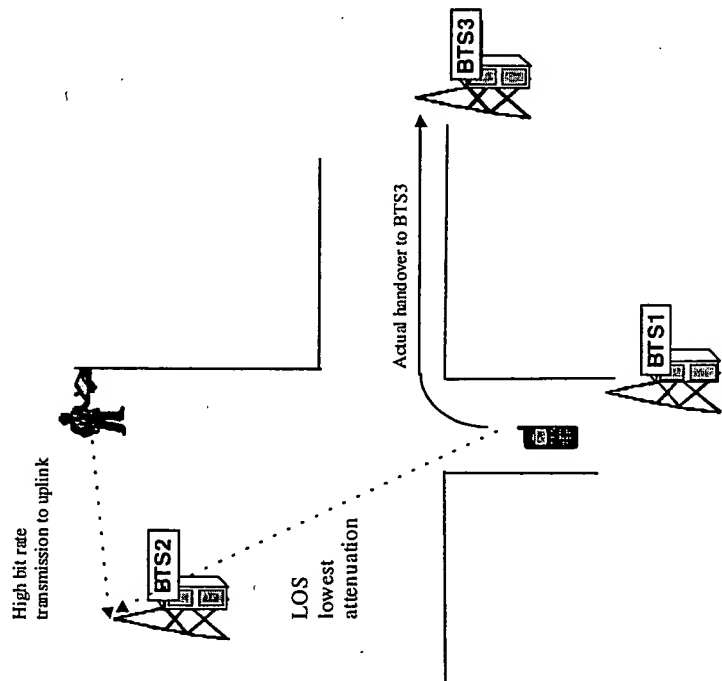 High bit rate
transmission to uplink
BTS2
LOS
lowest
attenuation
Actual handover to BTS3
BTS3
BTS1